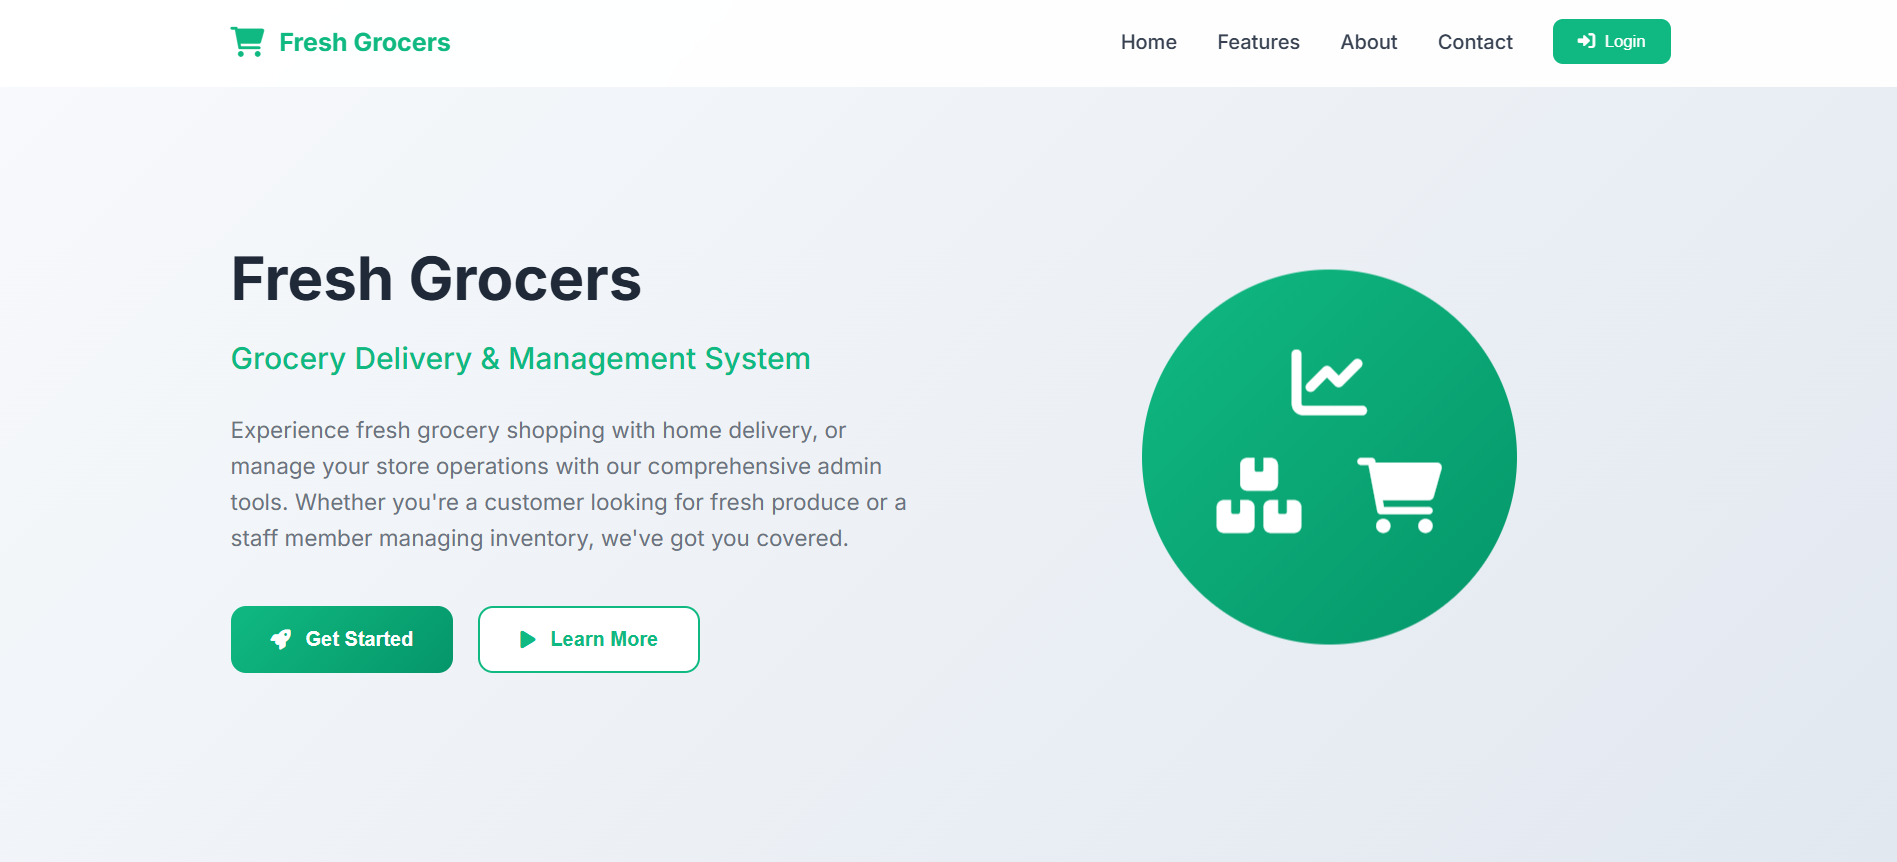 Fresh Grocers
Home
Features
About
Contact
Login
Fresh Grocers
Grocery Delivery & Management System
Experience fresh grocery shopping with home delivery, or
manage your store operations with our comprehensive admin
tools. Whether you're a customer looking for fresh produce or a
staff member managing inventory, we've got you covered.
Get Started
Learn More